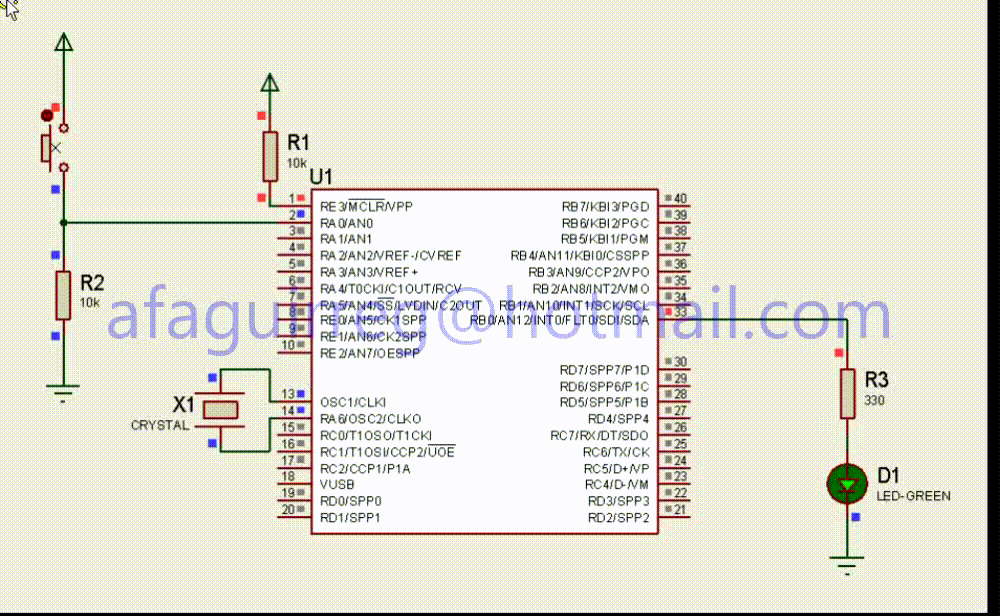 R1
10k
U1
1
RE3/MCLR/VPP
2
RA0/AN0
3
RA1/AN1
4
RA2/AN2/VREF-/CVREF
5
RA3/AN3/VREF+
6
RA4/T0CKI/C1OUT/RCV
7
RA5/AN4/SS/LVDIN/C2OUT
8
RE0/AN5/CK1SPP
9
RE1/AN6/CK2SPP
10
RE2/AN7/OESPP
13
OSC1/CLKI
14
RA6/OSC2/CLKO
15
RC0/T1OSO/T1CKI
16
RC1/T1OSI/CCP2/UOE
17
RC2/CCP1/P1A
18
VUSB
19
RD0/SPP0
20
RD1/SPP1
RB7/KBI3/PGD
40
RB6/KBI2/PGC
39
RB5/KBI1/PGM
38
RB4/AN11/KBI0/CSSPP
37
RB3/AN9/CCP2/VPO
36
RB2/AN8/INT2/VMO
35
RB1/AN10/INT1/SCK/SCL
34
RB0/AN12/INT0/FLT0/SDI/SDA
33
RD7/SPP7/P1D
30
RD6/SPP6/P1C
29
RD5/SPP5/P1B
28
RD4/SPP4
27
RC7/RX/DT/SDO
26
RC6/TX/CK
25
RC5/D+/VP
24
RC4/D-/VM
23
RD3/SPP3
22
RD2/SPP2
21
R2
10k
X1
CRYSTAL
R3
330
D1
LED-GREEN